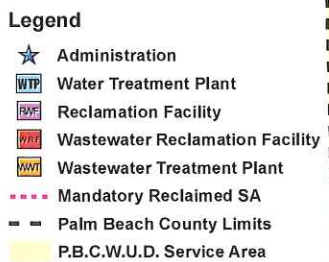 Legend
Administration
WTP Water Treatment Plant
RWF Reclamation Facility
WRF Wastewater Reclamation Facility
WWT Wastewater Treatment Plant
Mandatory Reclaimed SA
Palm Beach County Limits
P.B.C.W.U.D. Service Area